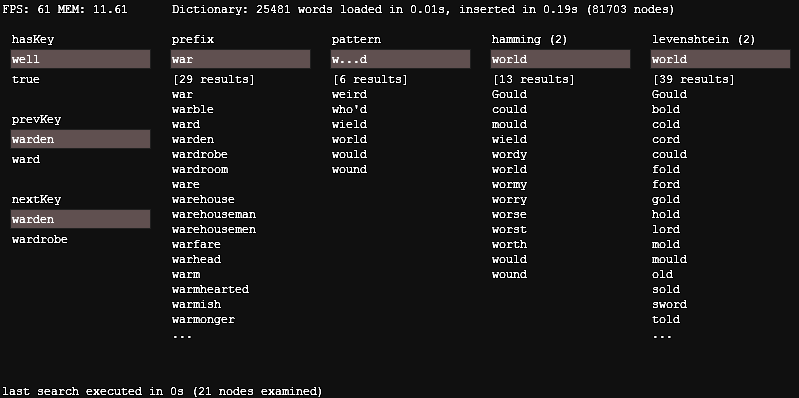 FPS: 61 MEM: 11.61 Dictionary: 25481 words loaded in 0.01s, inserted in 0.19s (81703 nodes)
hasKey
well
true
prevKey
warden
ward
nextKey
warden
wardrobe
prefix
war
[29 results]
war
warble
ward
warden
wardrobe
wardroom
ware
warehouse
warehouseman
warehousemen
warfare
warhead
warm
warmhearted
warmish
warmonger
...
pattern
w...d
[6 results]
weird
who'd
wield
world
would
wound
hamming (2)
world
[13 results]
Gould
could
mould
wield
wordy
world
wormy
worry
worse
worst
worth
would
wound
levenshtein (2)
world
[39 results]
Gould
bold
cold
cord
could
fold
ford
gold
hold
lord
mold
mould
old
sold
sword
told
...
last search executed in 0s (21 nodes examined)